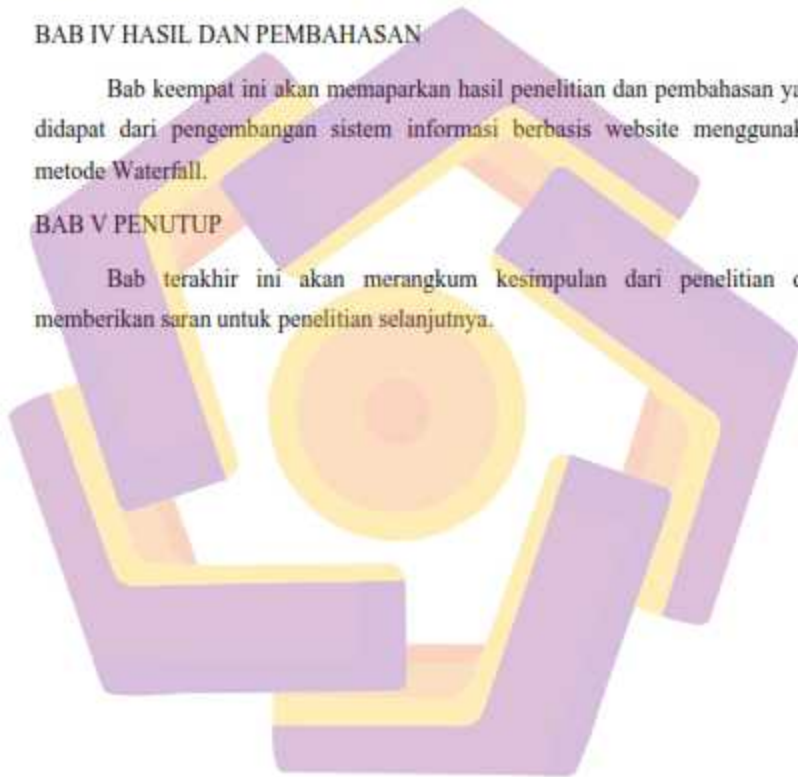 BAB IV HASIL DAN PEMBAHASAN
Bab keempat ini akan memaparkan hasil penelitian dan pembahasan
didapat dari pengembangan sistem informasi berbasis website
metode Waterfall.
BAB V PENUTUP
Bab terakhir ini akan merangkum kesimpulan dari penelitian
memberikan saran untuk penelitian selanjutnya.